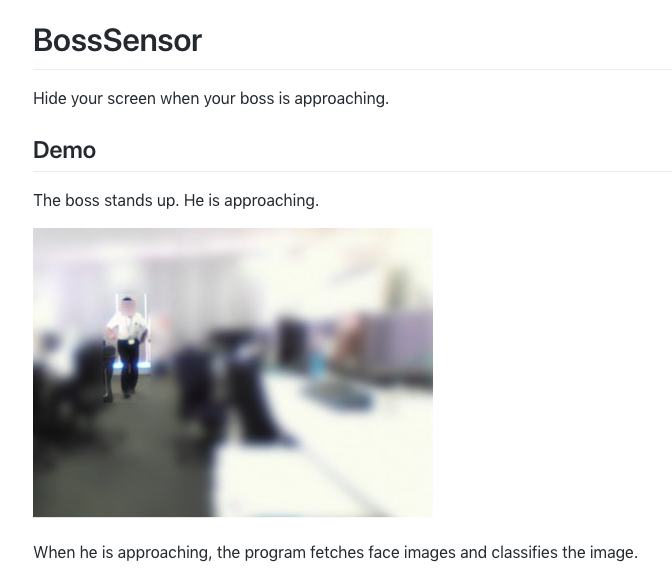 BossSensor
Hide your screen when your boss is approaching.
Demo
The boss stands up. He is approaching.
When he is approaching, the program fetches face images and classifies the image.